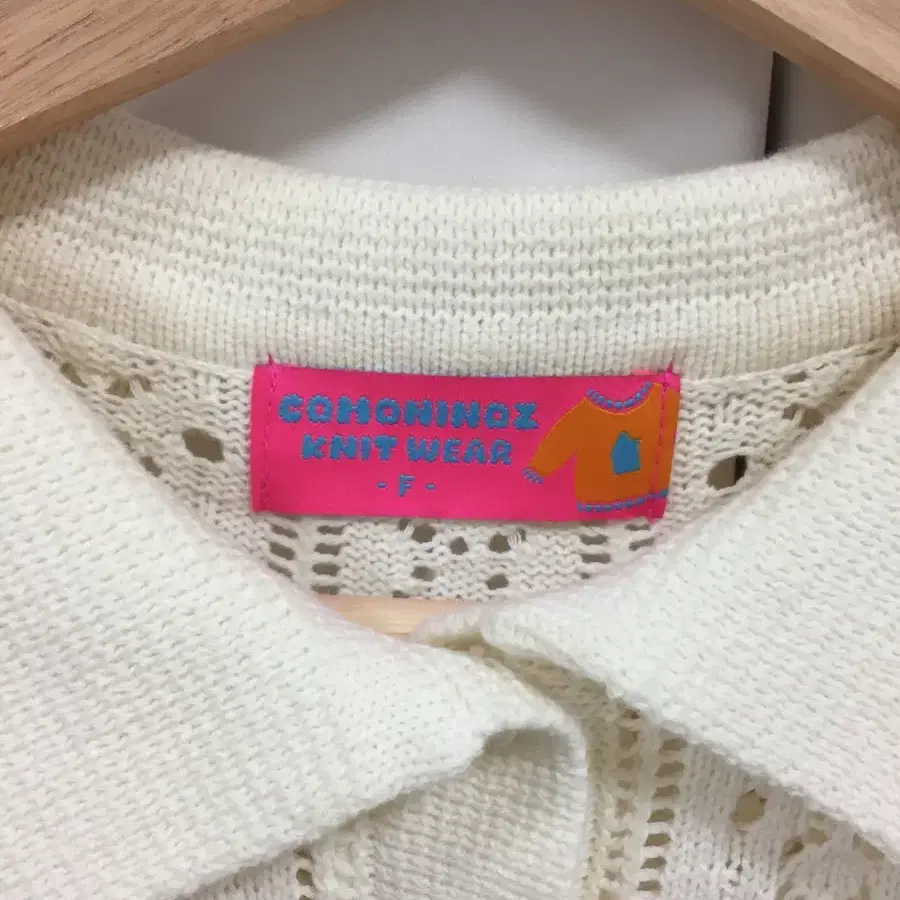 COHONINOZ
KNIT WEAR
- F -